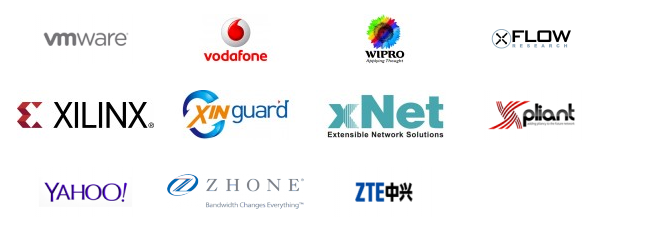 vmware
vodafone
WIPRO
Applying Thought
XFLOW
RESEARCH
XILINX®
XINguard
xNet
Extensible Network Solutions
Xpliant
YAHOO!
ZHONE®
Bandwidth Changes Everything™
ZTE中兴